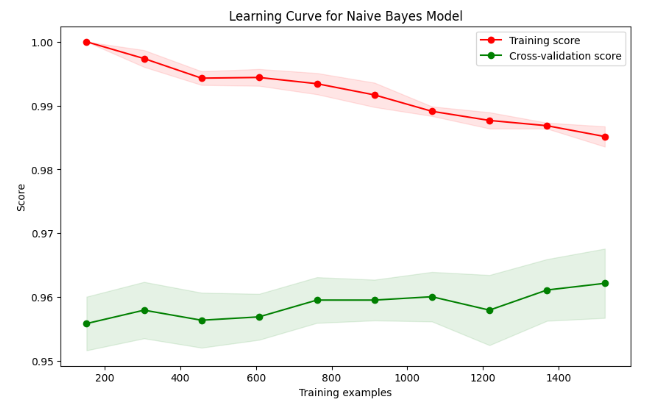 Learning Curve for Naive Bayes Model
Training score
Cross-validation score
1.00
0.99
0.98
0.97
0.96
0.95
Score
200 400 600 800 1000 1200 1400
Training examples